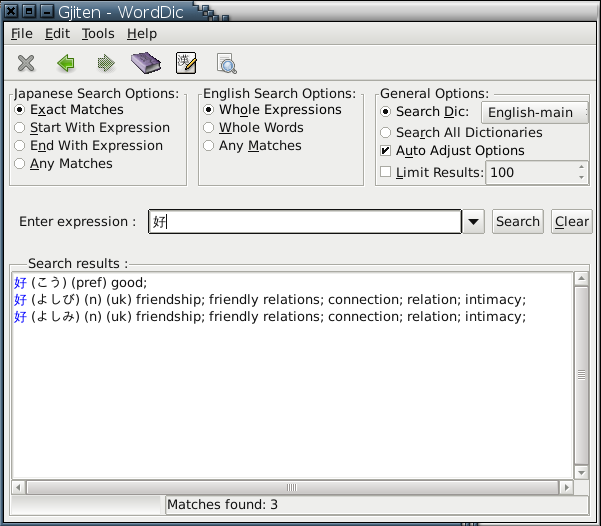 Gjiten - WordDic
File Edit Tools Help
Japanese Search Options:
Exact Matches
Start With Expression
End With Expression
Any Matches
English Search Options:
Whole Expressions
Whole Words
Any Matches
General Options:
Search Dic: English-main
Search All Dictionaries
Auto Adjust Options
Limit Results: 100
Enter expression : 好 Search Clear
Search results :
好 (こう) (pref) good;
好 (よしび) (n) (uk) friendship; friendly relations; connection; relation; intimacy;
好 (よしみ) (n) (uk) friendship; friendly relations; connection; relation; intimacy;
Matches found: 3